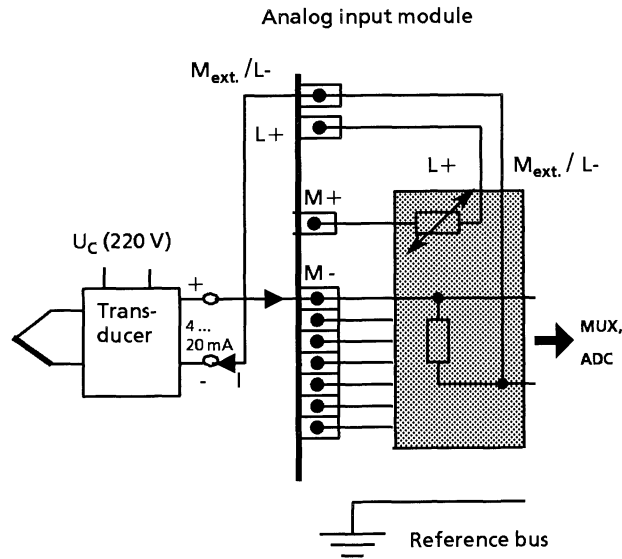 Analog input module
Mext. /L-
L+
L+
Mext. / L-
M+
UC (220 V)
M-
+
Trans-
ducer
4 ...
20 mA
-
I
MUX,
ADC
Reference bus